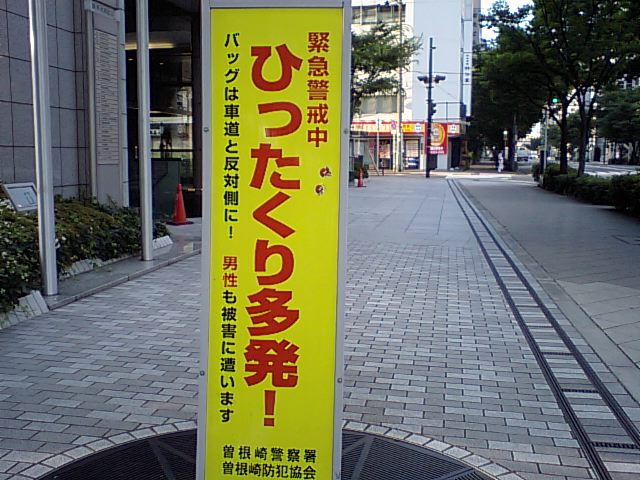 緊急警戒中
ひったくり多発！
バッグは車道と反対側に！ 男性も被害に遭います
曽根崎警察署
曽根崎防犯協会